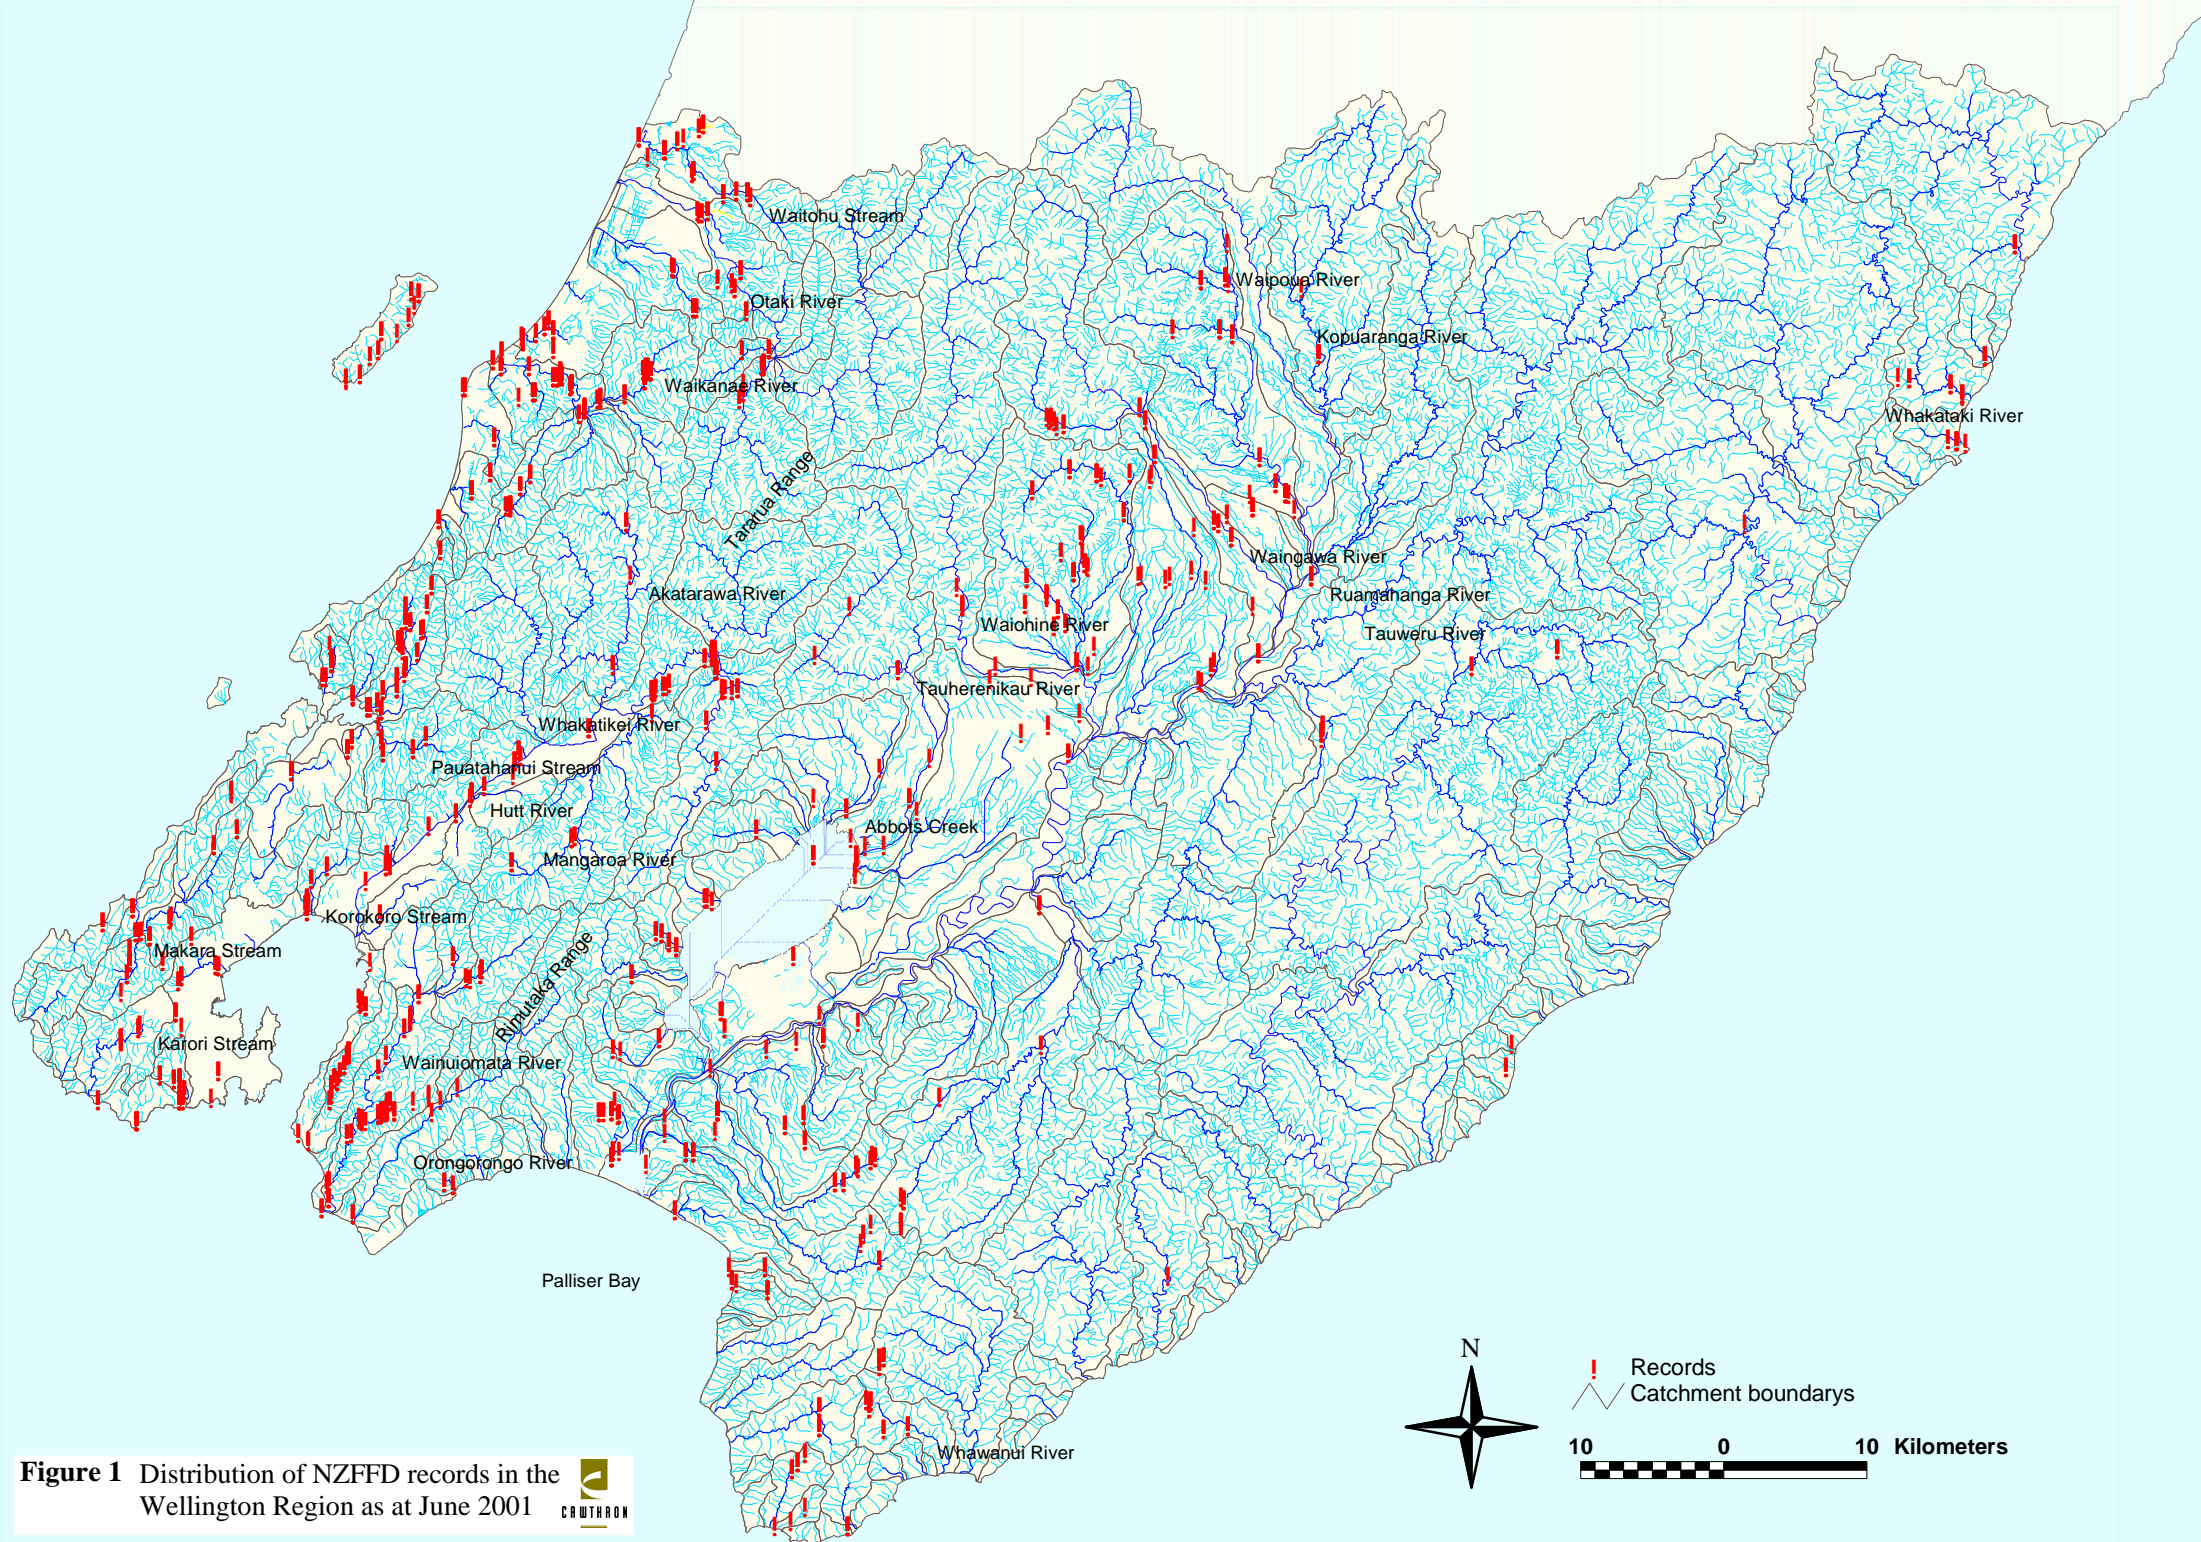 Waitohu Stream
Waipoua River
Otaki River
Kopuaranga River
Waikanae River
Whakataki River
Tararua Range
Waingawa River
Akatarawa River
Ruamahanga River
Waiohine River
Tauweru River
Tauherenikau River
Whakatikei River
Pauatahanui Stream
Hutt River
Abbots Creek
Mangaroa River
Korokoro Stream
Makara Stream
Rimutaka Range
Karori Stream
Wainuiomata River
Orongorongo River
Palliser Bay
Whawanui River
N
Records
Catchment boundarys
10 0 10 Kilometers
Figure 1 Distribution of NZFFD records in the
Wellington Region as at June 2001
CAWTHRON